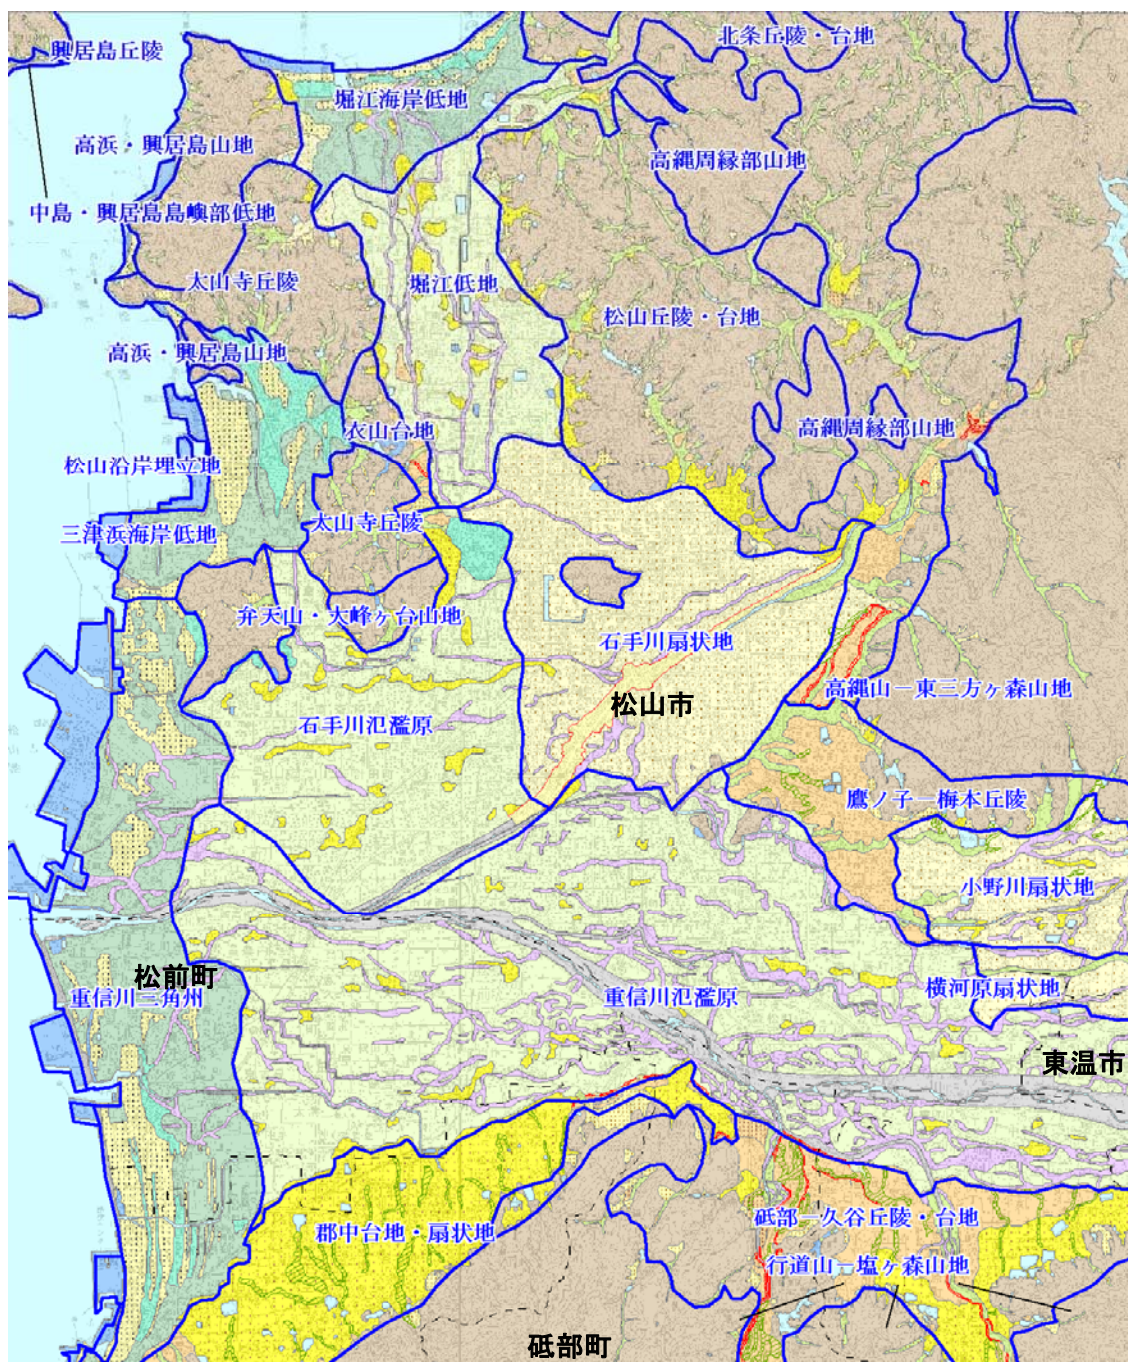 興居島丘陵
北条丘陵・台地
堀江海岸低地
高浜・興居島山地
高縄周縁部山地
中島・興居島島嶼部低地
太山寺丘陵
堀江低地
松山丘陵・台地
高浜・興居島山地
衣山台地
高縄周縁部山地
松山沿岸埋立地
太山寺丘陵
三津浜海岸低地
弁天山・大峰ヶ台山地
石手川扇状地
高縄山－東三方ヶ森山地
松山市
石手川氾濫原
鷹ノ子－梅本丘陵
小野川扇状地
松前町
重信川三角州
重信川氾濫原
横河原扇状地
東温市
砥部－久谷丘陵・台地
郡中台地・扇状地
行道山－塩ヶ森山地
砥部町